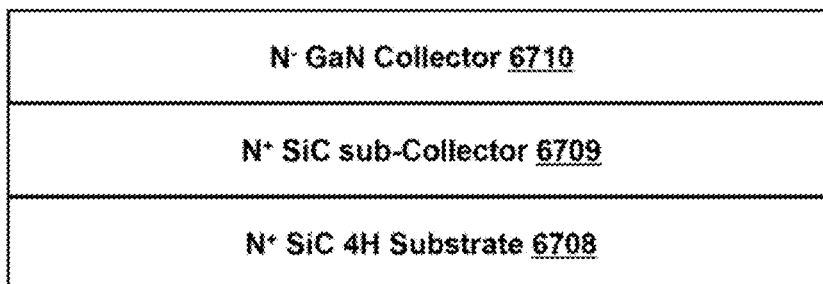 N⁻ GaN Collector 6710
N⁺ SiC sub-Collector 6709
N⁺ SiC 4H Substrate 6708